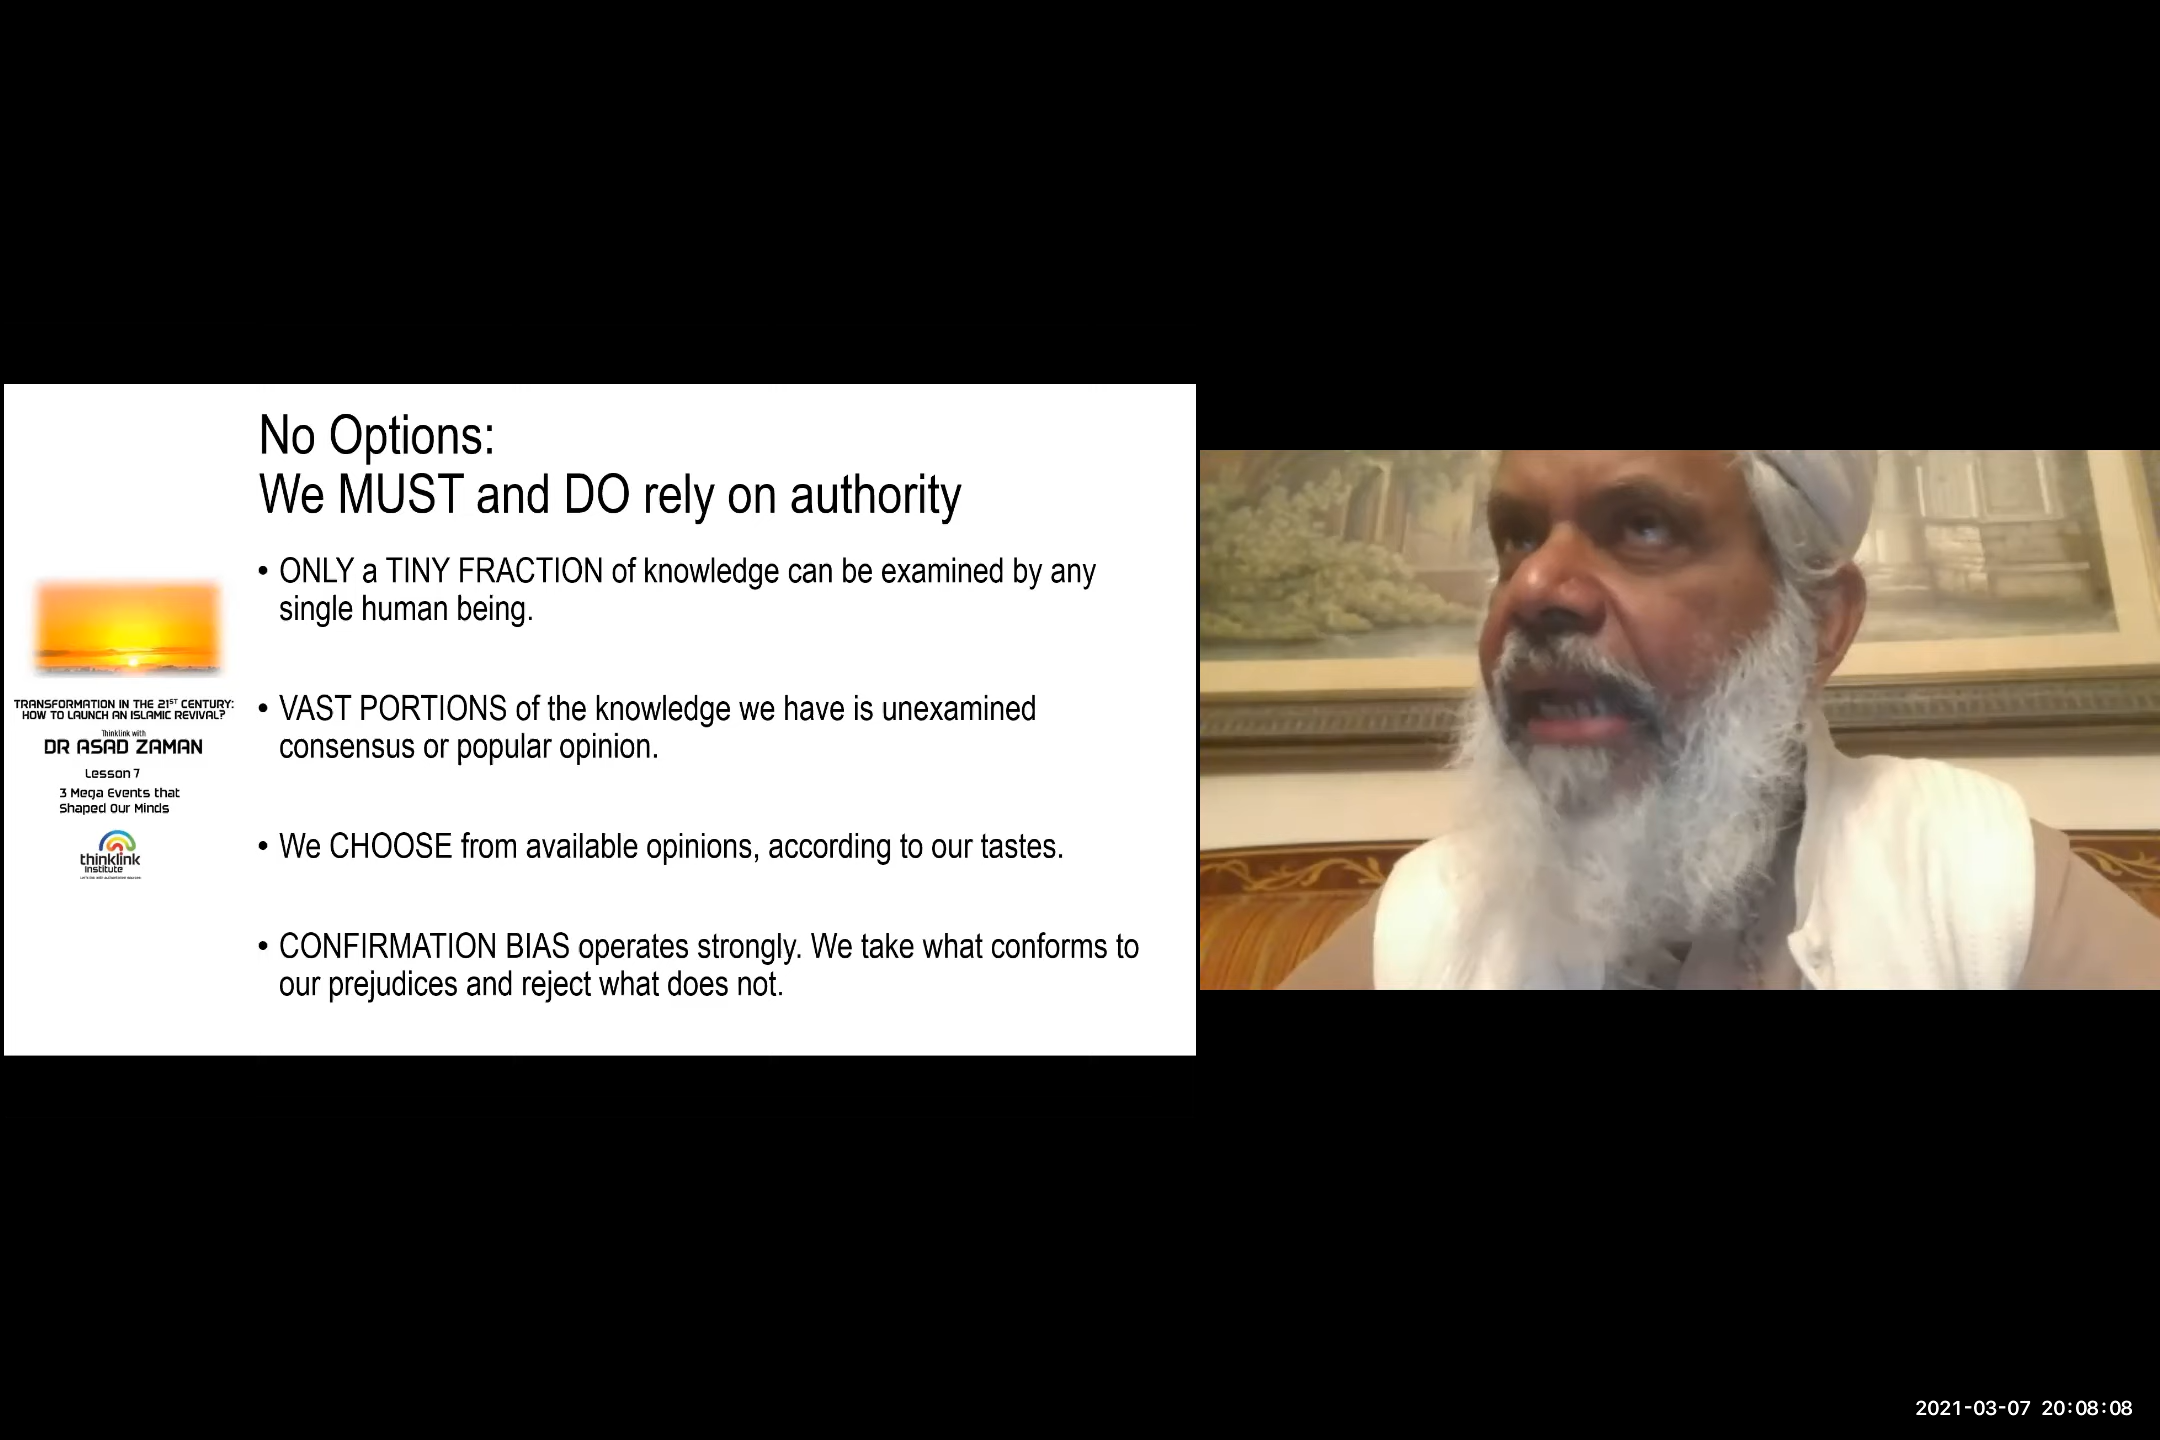 No Options:
We MUST and DO rely on authority
• ONLY a TINY FRACTION of knowledge can be examined by any
single human being.
• VAST PORTIONS of the knowledge we have is unexamined
consensus or popular opinion.
• We CHOOSE from available opinions, according to our tastes.
• CONFIRMATION BIAS operates strongly. We take what conforms to
our prejudices and reject what does not.
TRANSFORMATION IN THE 21ST CENTURY:
HOW TO LAUNCH AN ISLAMIC REVIVAL?
Thinklink with
DR ASAD ZAMAN
Lesson 7
3 Mega Events that
Shaped Our Minds
thinklink
institute
2021-03-07 20:08:08